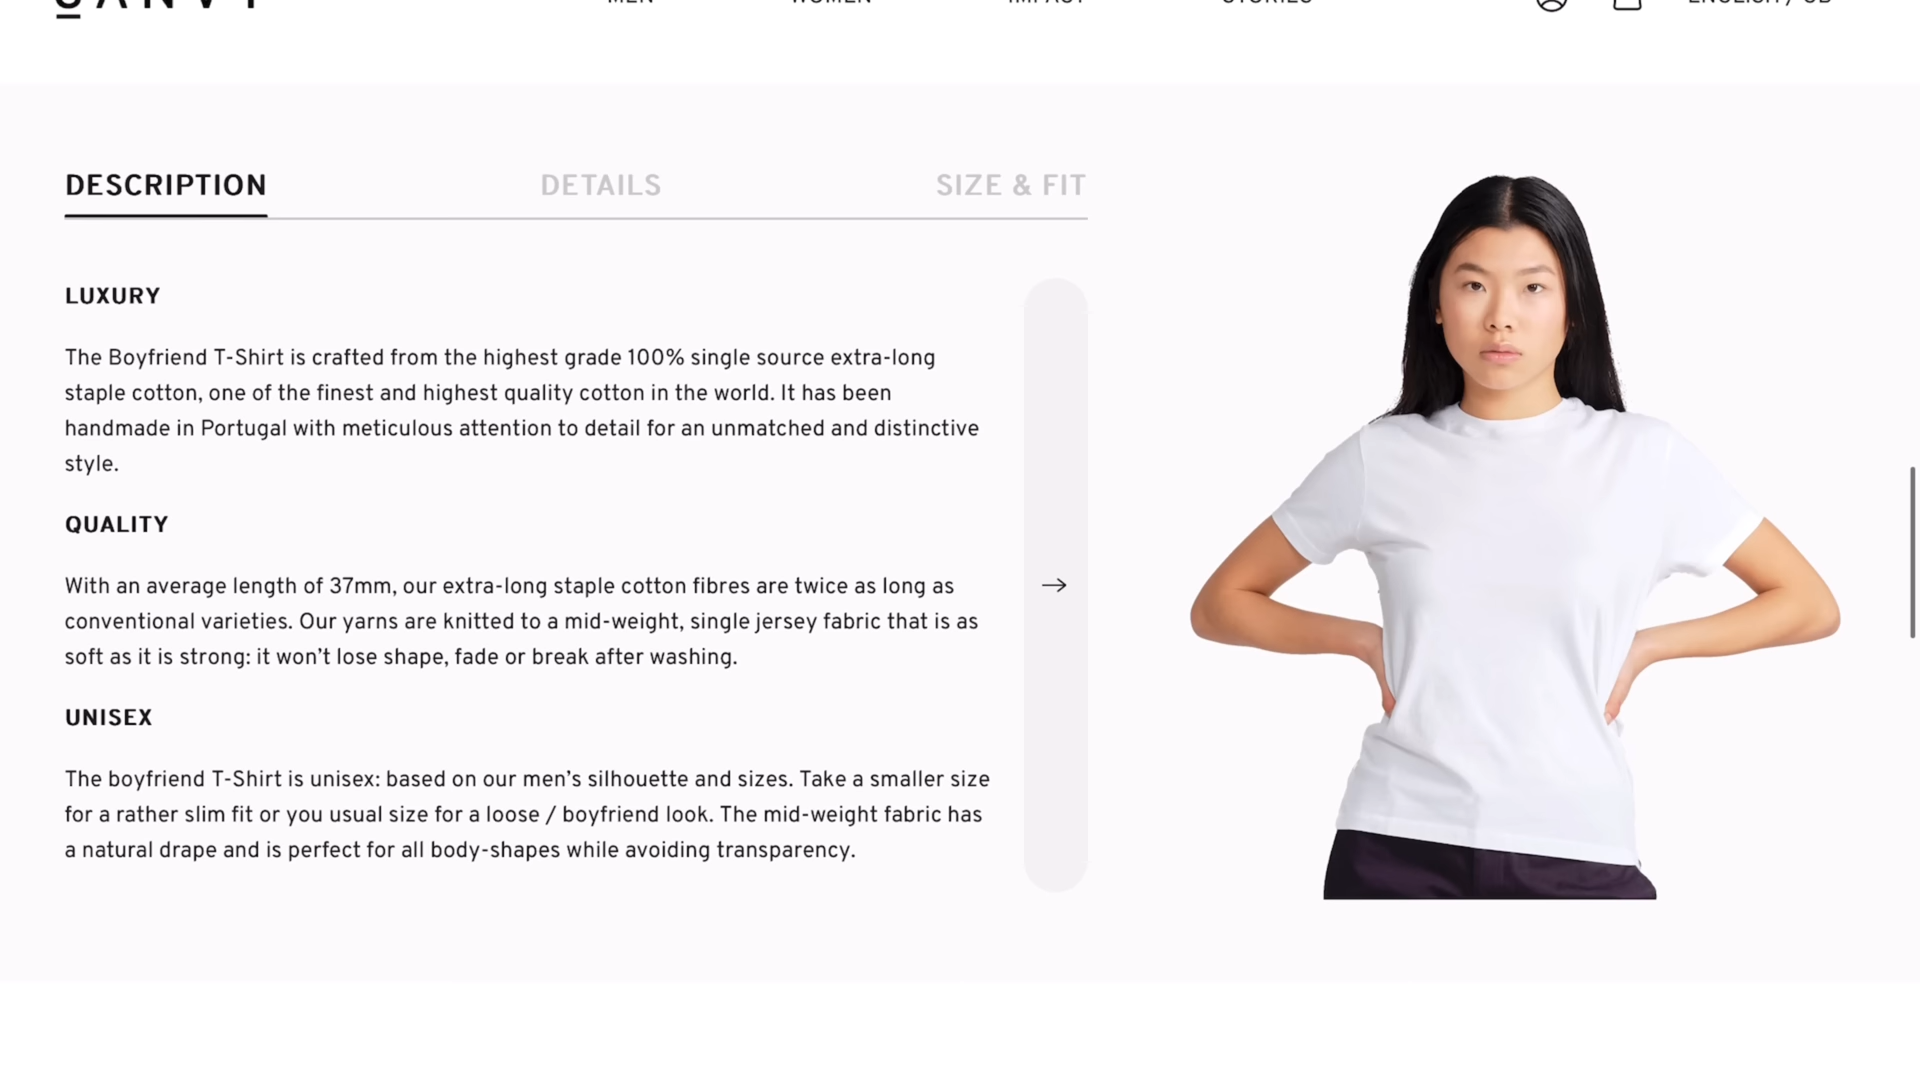 MEN WOMEN IMPACT STORIES ENGLISH / GB
DESCRIPTION DETAILS SIZE & FIT
LUXURY
The Boyfriend T-Shirt is crafted from the highest grade 100% single source extra-long
staple cotton, one of the finest and highest quality cotton in the world. It has been
handmade in Portugal with meticulous attention to detail for an unmatched and distinctive
style.
QUALITY
With an average length of 37mm, our extra-long staple cotton fibres are twice as long as
conventional varieties. Our yarns are knitted to a mid-weight, single jersey fabric that is as
soft as it is strong: it won’t lose shape, fade or break after washing.
UNISEX
The boyfriend T-Shirt is unisex: based on our men’s silhouette and sizes. Take a smaller size
for a rather slim fit or you usual size for a loose / boyfriend look. The mid-weight fabric has
a natural drape and is perfect for all body-shapes while avoiding transparency.